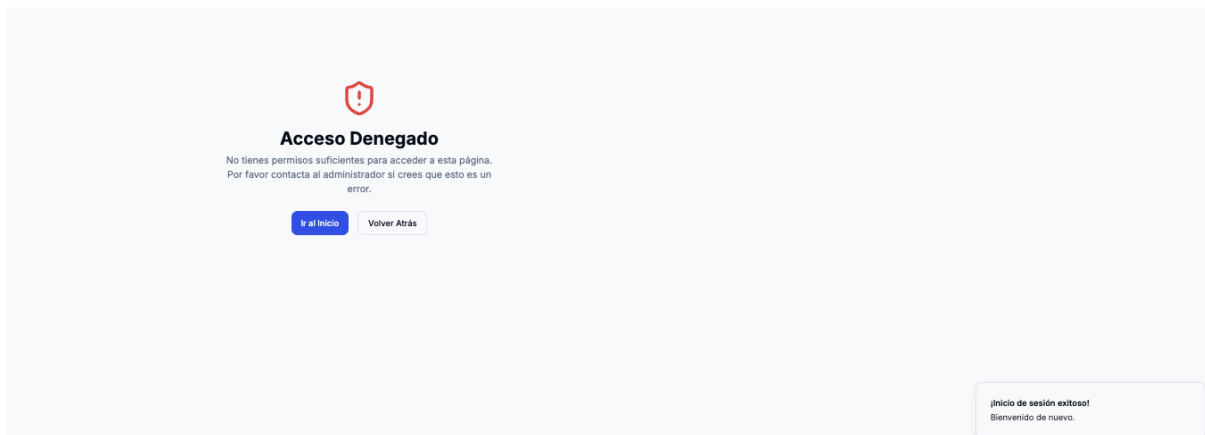 Acceso Denegado
No tienes permisos suficientes para acceder a esta página.
Por favor contacta al administrador si crees que esto es un
error.
Ir al Inicio
Volver Atrás
¡Inicio de sesión exitoso!
Bienvenido de nuevo.